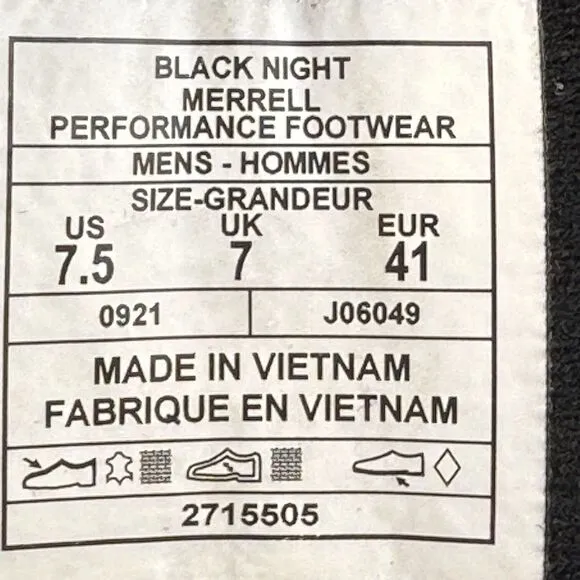 BLACK NIGHT
MERRELL
PERFORMANCE FOOTWEAR
MENS - HOMMES
SIZE-GRANDEUR
US UK EUR
7.5 7 41
0921 J06049
MADE IN VIETNAM
FABRIQUE EN VIETNAM
2715505